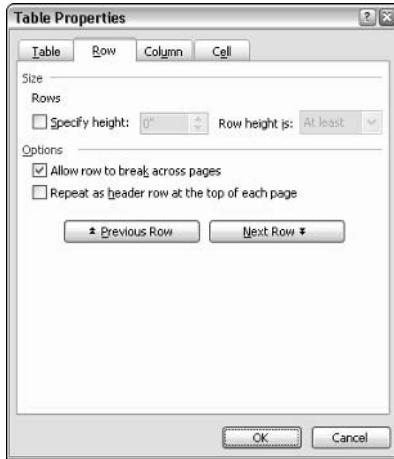 Table Properties
Table Row Column Cell
Size
Rows
Specify height: 0" Row height is: At least
Options
Allow row to break across pages
Repeat as header row at the top of each page
Previous Row Next Row
OK Cancel